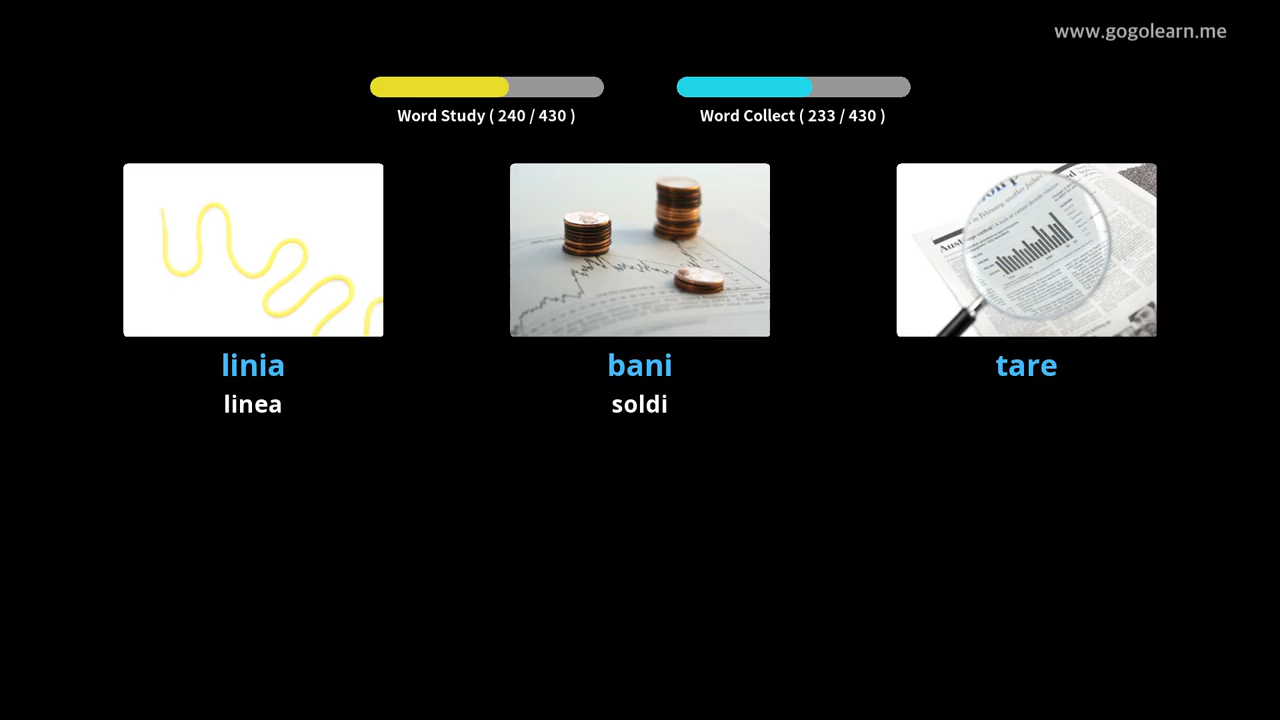 www.gogolearn.me
Word Study ( 240 / 430 )
Word Collect ( 233 / 430 )
linia
linea
bani
soldi
tare